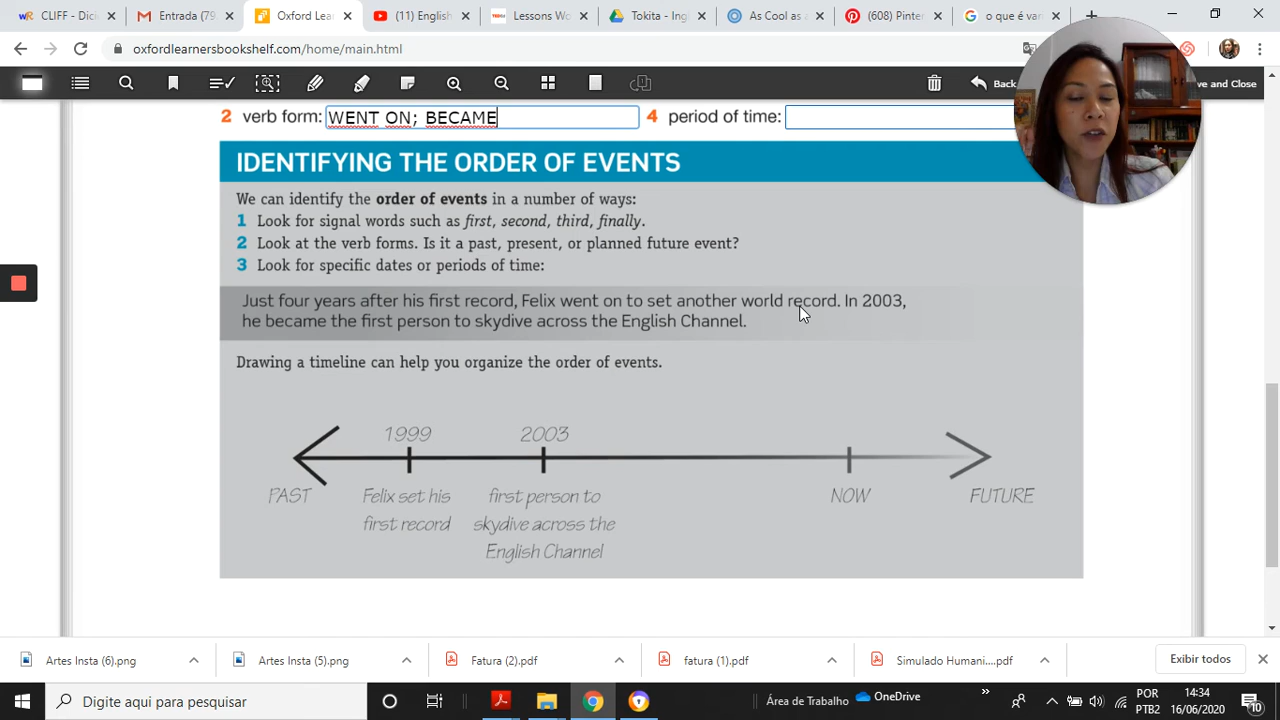 CLIFF - Dicio
Entrada (79.
Oxford Lea
(11) English
Lessons Wo
Tokita - Ing
As Cool as a
(608) Pinter
o que é var
oxfordlearnersbookshelf.com/home/main.html
Back
ve and Close
2 verb form: WENT ON; BECAME 4 period of time:
IDENTIFYING THE ORDER OF EVENTS
We can identify the order of events in a number of ways:
1 Look for signal words such as first, second, third, finally.
2 Look at the verb forms. Is it a past, present, or planned future event?
3 Look for specific dates or periods of time:
Just four years after his first record, Felix went on to set another world record. In 2003,
he became the first person to skydive across the English Channel.
Drawing a timeline can help you organize the order of events.
1999 2003
PAST Felix set his first person to NOW FUTURE
first record skydive across the
English Channel
Artes Insta (6).png
Artes Insta (5).png
Fatura (2).pdf
fatura (1).pdf
Simulado Humani....pdf
Exibir todos
Digite aqui para pesquisar
Área de Trabalho
OneDrive
POR 14:34
PTB2 16/06/2020
10